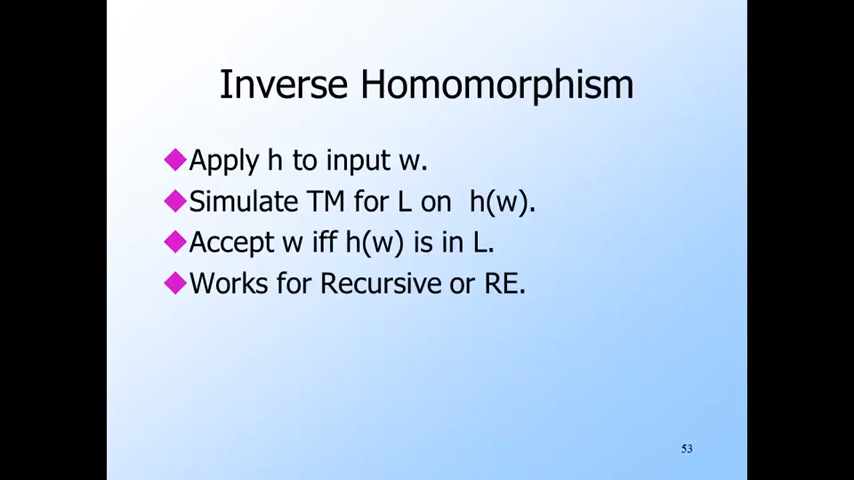 Inverse Homomorphism
Apply h to input w.
Simulate TM for L on h(w).
Accept w iff h(w) is in L.
Works for Recursive or RE.
53